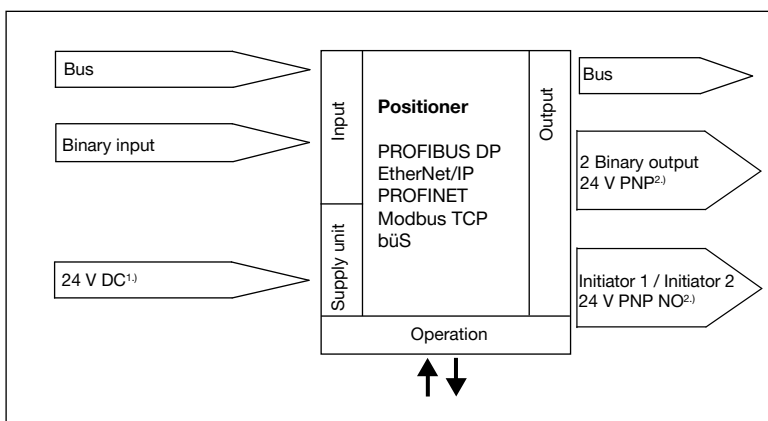 Bus
Binary input
24 V DC1.)
Input
Supply unit
Positioner
PROFIBUS DP
EtherNet/IP
PROFINET
Modbus TCP
büS
Output
Operation
Bus
2 Binary output
24 V PNP2.)
Initiator 1 / Initiator 2
24 V PNP NO2.)